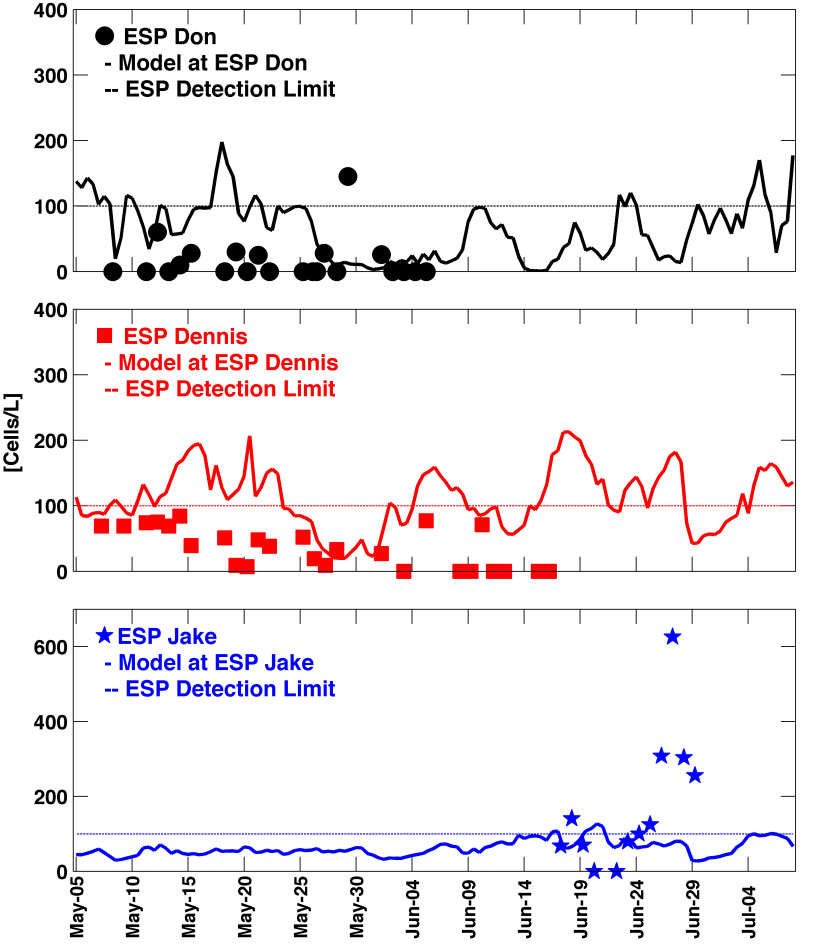 400
ESP Don
- Model at ESP Don
300
-- ESP Detection Limit
200
100
0
400
ESP Dennis
- Model at ESP Dennis
300
-- ESP Detection Limit
[Cells/L]
200
100
0
ESP Jake
600
- Model at ESP Jake
-- ESP Detection Limit
400
200
0
May-05
May-10
May-15
May-20
May-25
May-30
Jun-04
Jun-09
Jun-14
Jun-19
Jun-24
Jun-29
Jul-04